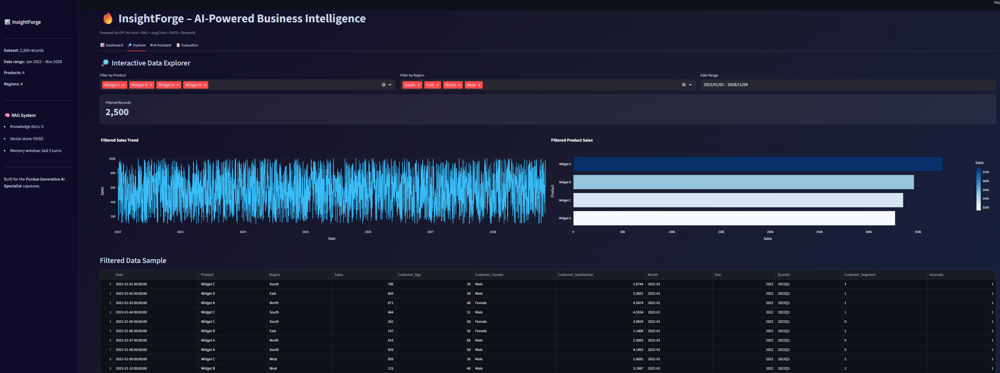 Dep
📊 InsightForge
Dataset: 2,500 records
Date range: Jan 2022 – Nov 2028
Products: 4
Regions: 4
🧠 RAG System
• Knowledge docs: 5
• Vector store: FAISS
• Memory window: last 5 turns
Built for the Purdue Generative AI
Specialist capstone.
🔥 InsightForge – AI-Powered Business Intelligence
Powered by GPT-4o-mini • RAG • LangChain • FAISS • Streamlit
📊 Dashboard 🔎 Explorer AI Assistant 📋 Evaluation
🔎 Interactive Data Explorer
Filter by Product Filter by Region Date Range
Widget C × Widget D × Widget A × Widget B × South × East × North × West × 2022/01/01 – 2028/11/04
Filtered Records
2,500
Filtered Sales Trend
1000
800
600
400
200
Sales
2022 2023 2024 2025 2026 2027 2028
Date
Filtered Product Sales
Product
Widget A
Widget B
Widget C
Widget D
0 50k 100k 150k 200k 250k 300k 350k
Sales
Sales
370k
360k
350k
340k
330k
Filtered Data Sample
Date Product Region Sales Customer_Age Customer_Gender Customer_Satisfaction Month Year Quarter Customer_Segment Anomaly
0 2022-01-01 00:00:00 Widget C South 786 26 Male 2.8744 2022-01 2022 2022Q1 1 1
1 2022-01-02 00:00:00 Widget D East 850 29 Male 3.3652 2022-01 2022 2022Q1 1 1
2 2022-01-03 00:00:00 Widget A North 871 40 Female 4.5474 2022-01 2022 2022Q1 1 1
3 2022-01-04 00:00:00 Widget C South 464 31 Male 4.5554 2022-01 2022 2022Q1 1 1
4 2022-01-05 00:00:00 Widget C South 262 50 Female 3.9829 2022-01 2022 2022Q1 0 1
5 2022-01-06 00:00:00 Widget D East 147 35 Female 1.1406 2022-01 2022 2022Q1 2 1
6 2022-01-07 00:00:00 Widget A North 610 66 Male 3.3003 2022-01 2022 2022Q1 0 1
7 2022-01-08 00:00:00 Widget A South 428 58 Male 4.1463 2022-01 2022 2022Q1 0 1
8 2022-01-09 00:00:00 Widget C West 939 26 Male 1.0692 2022-01 2022 2022Q1 2 1
9 2022-01-10 00:00:00 Widget B West 215 40 Male 3.1987 2022-01 2022 2022Q1 2 1